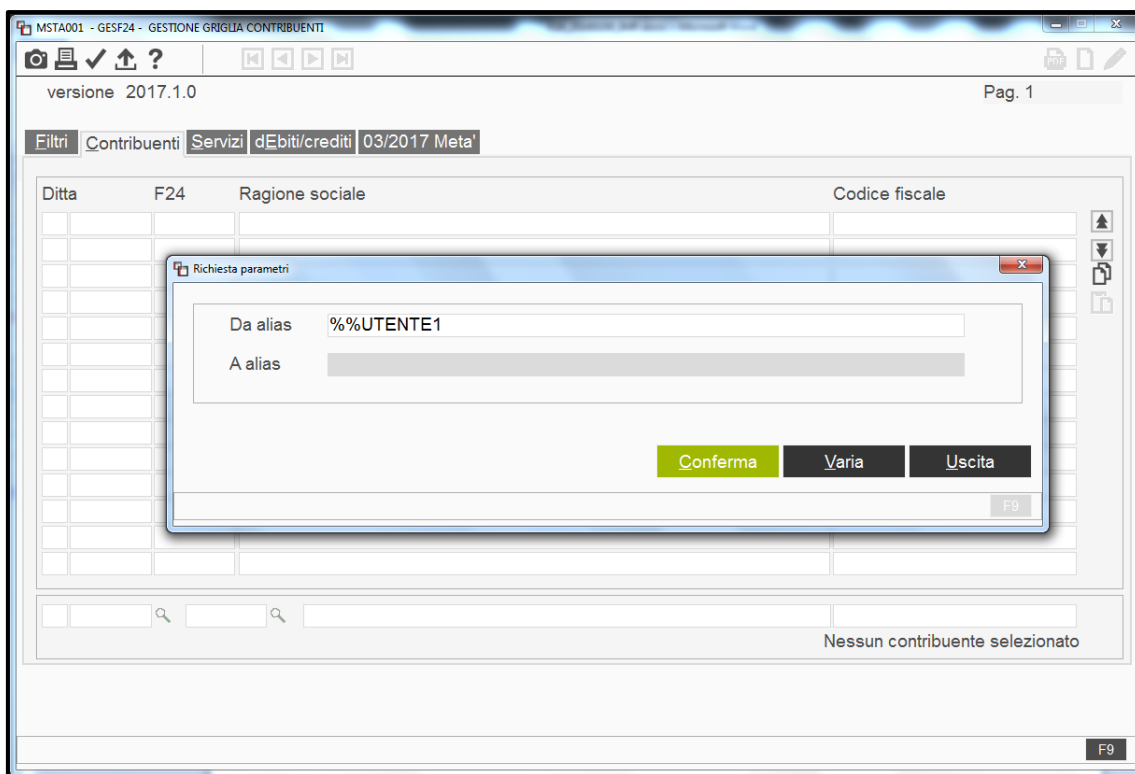 MSTA001 - GESF24 - GESTIONE GRIGLIA CONTRIBUENTI
versione 2017.1.0
Pag. 1
Filtri Contribuenti Servizi dEbiti/crediti 03/2017 Meta'
Ditta F24 Ragione sociale Codice fiscale
Richiesta parametri
Da alias %%UTENTE1
A alias
Conferma Varia Uscita
F9
Nessun contribuente selezionato
F9